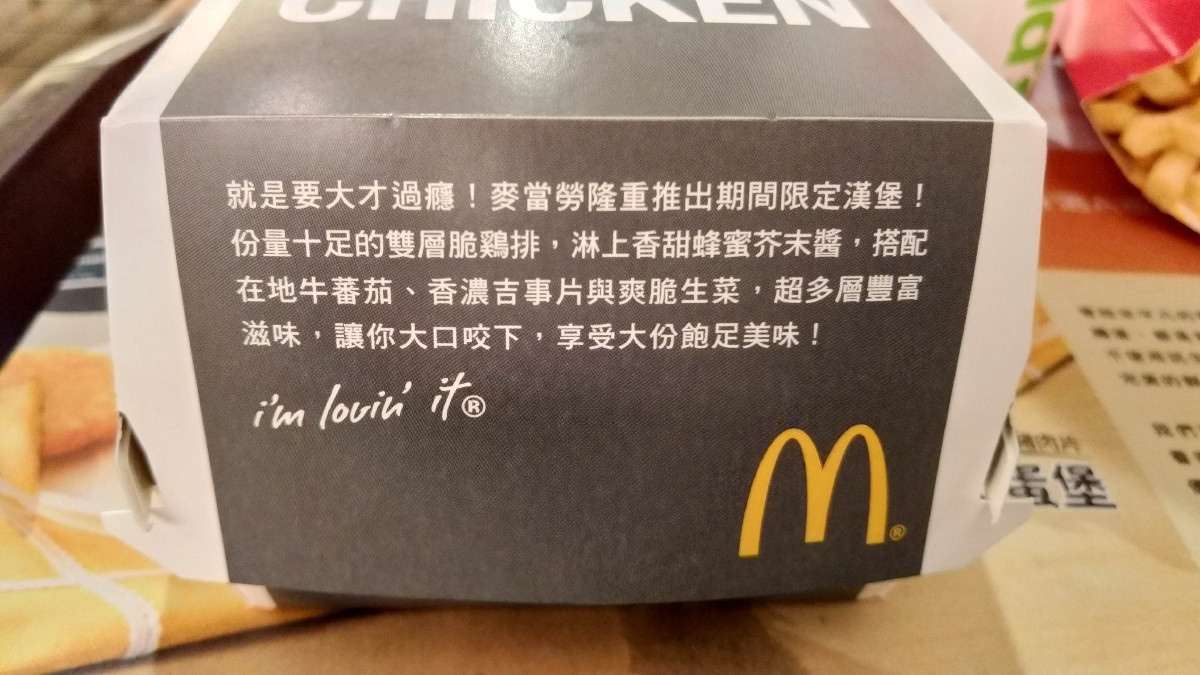 CHICKEN
就是要大才過癮！麥當勞隆重推出期間限定漢堡！
份量十足的雙層脆鷄排，淋上香甜蜂蜜芥末醬，搭配
在地牛蕃茄、香濃吉事片與爽脆生菜，超多層豐富
滋味，讓你大口咬下，享受大份飽足美味！
i'm lovin' it®
M®
肉片
蛋堡